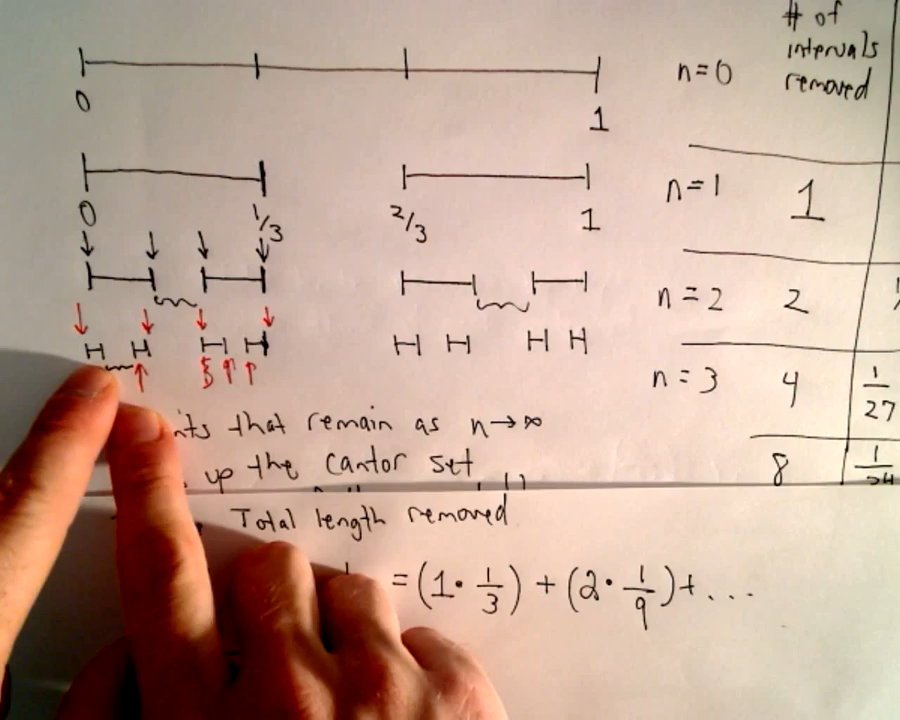 # of
intervals
removed
n=0
0
1
n=1 1
0 1/3 2/3 1
n=2 2
n=3 4 1/27
that remain as n→∞
up the Cantor set
8
Total length removed
=(1·1/3)+(2·1/9)+...